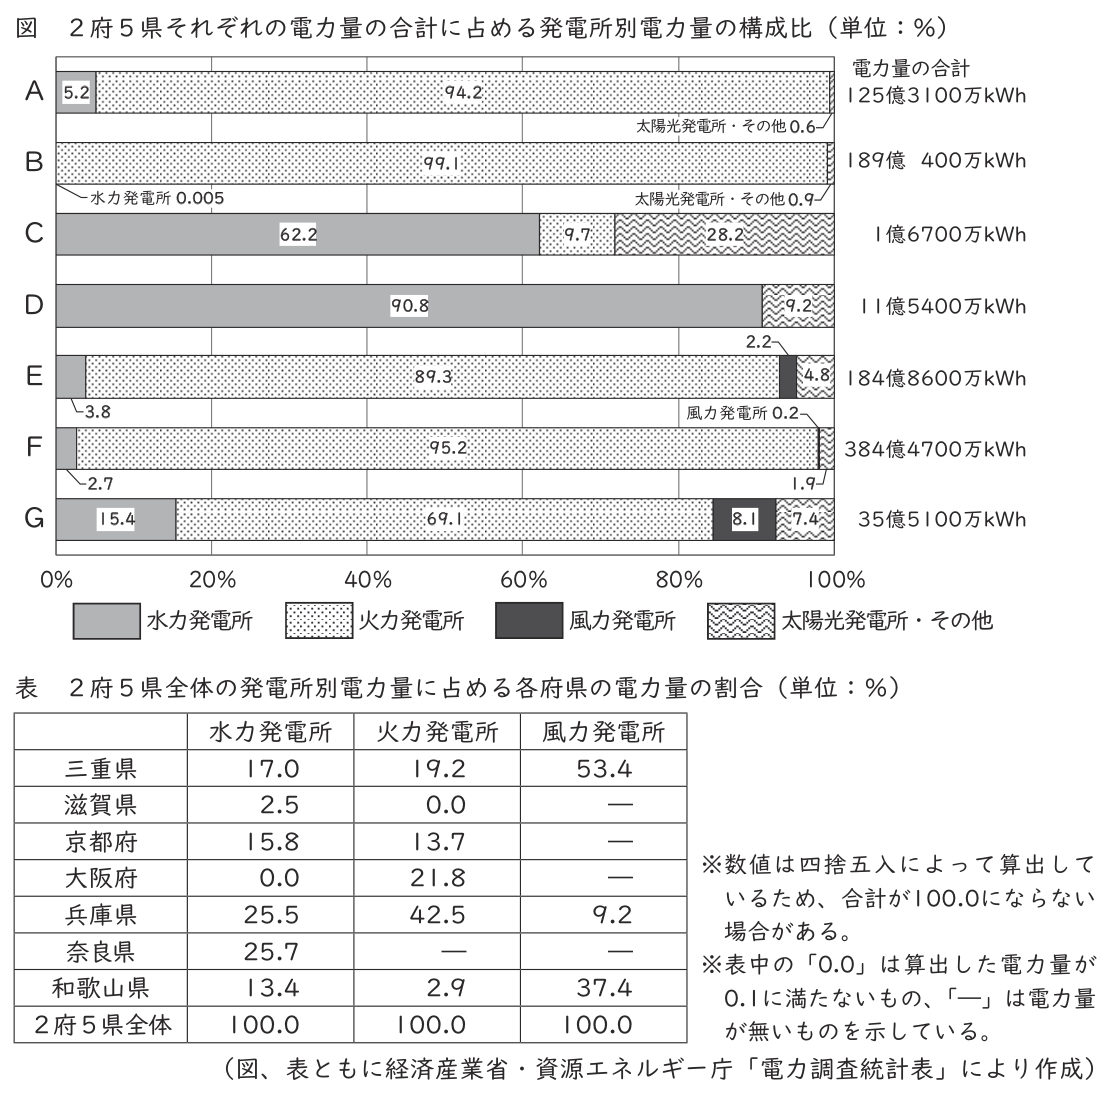 図　２府５県それぞれの電力量の合計に占める発電所別電力量の構成比（単位：％）
電力量の合計
A 5.2 94.2 125億3100万kWh
太陽光発電所・その他 0.6
B 99.1 189億 400万kWh
水力発電所 0.005 太陽光発電所・その他 0.9
C 62.2 9.7 28.2 1億6700万kWh
D 90.8 9.2 11億5400万kWh
2.2
E 89.3 4.8 184億8600万kWh
3.8 風力発電所 0.2
F 95.2 384億4700万kWh
2.7 1.9
G 15.4 69.1 8.1 7.4 35億5100万kWh
0% 20% 40% 60% 80% 100%
水力発電所 火力発電所 風力発電所 太陽光発電所・その他
表　２府５県全体の発電所別電力量に占める各府県の電力量の割合（単位：％）
水力発電所 火力発電所 風力発電所
三重県 17.0 19.2 53.4
滋賀県 2.5 0.0 ―
京都府 15.8 13.7 ―
大阪府 0.0 21.8 ―
兵庫県 25.5 42.5 9.2
奈良県 25.7 ― ―
和歌山県 13.4 2.9 37.4
２府５県全体 100.0 100.0 100.0
※数値は四捨五入によって算出して
いるため、合計が100.0にならない
場合がある。
※表中の「0.0」は算出した電力量が
0.1に満たないもの、「―」は電力量
が無いものを示している。
（図、表ともに経済産業省・資源エネルギー庁「電力調査統計表」により作成）